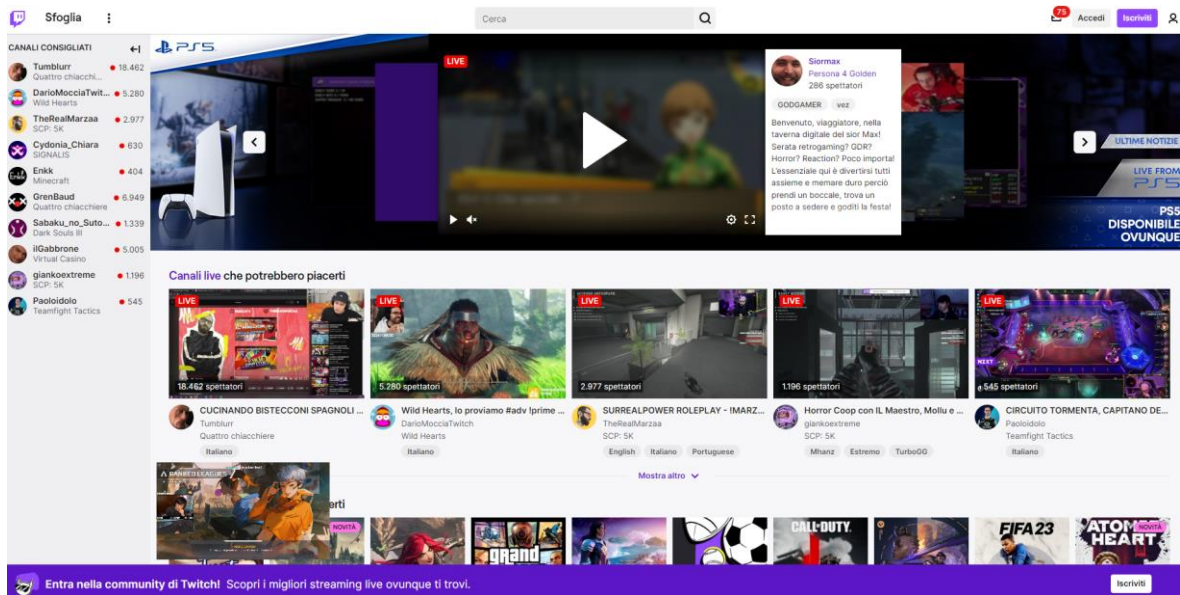 Sfoglia
Cerca
75
Accedi
Iscriviti
CANALI CONSIGLIATI
Tumblurr 18.462
Quattro chiacchi...
DarioMocciaTwit... 5.280
Wild Hearts
TheRealMarzaa 2.977
SCP: 5K
Cydonia_Chiara 630
SIGNALIS
Enkk 404
Minecraft
GrenBaud 6.949
Quattro chiacchiere
Sabaku_no_Suto... 1.339
Dark Souls III
ilGabbrone 5.005
Virtual Casino
giankoextreme 1.196
SCP: 5K
Paoloidolo 545
Teamfight Tactics
PS5
LIVE
Siormax
Persona 4 Golden
286 spettatori
GODGAMER vez
Benvenuto, viaggiatore, nella
taverna digitale del sior Max!
Serata retrogaming? GDR?
Horror? Reaction? Poco importa!
L'essenziale qui è divertirsi tutti
assieme e memare duro perciò
prendi un boccale, trova un
posto a sedere e goditi la festa!
ULTIME NOTIZIE
LIVE FROM
PS5
PS5
DISPONIBILE
OVUNQUE
Canali live che potrebbero piacerti
LIVE
18.462 spettatori
CUCINANDO BISTECCONI SPAGNOLI ...
Tumblurr
Quattro chiacchiere
Italiano
LIVE
5.280 spettatori
Wild Hearts, lo proviamo #adv !prime ...
DarioMocciaTwitch
Wild Hearts
Italiano
LIVE
2.977 spettatori
SURREALPOWER ROLEPLAY - !MARZ...
TheRealMarzaa
SCP: 5K
English Italiano Portuguese
LIVE
1.196 spettatori
Horror Coop con IL Maestro, Mollu e ...
giankoextreme
SCP: 5K
Mhanz Estremo TurboGG
LIVE
NEXT
545 spettatori
CIRCUITO TORMENTA, CAPITANO DE...
Paoloidolo
Teamfight Tactics
Italiano
Mostra altro
RANKED LEAGUES
erti
NOVITÀ
grand
CALL DUTY
FIFA 23
ATOM
HEART
NOVITÀ
Entra nella community di Twitch! Scopri i migliori streaming live ovunque ti trovi.
Iscriviti